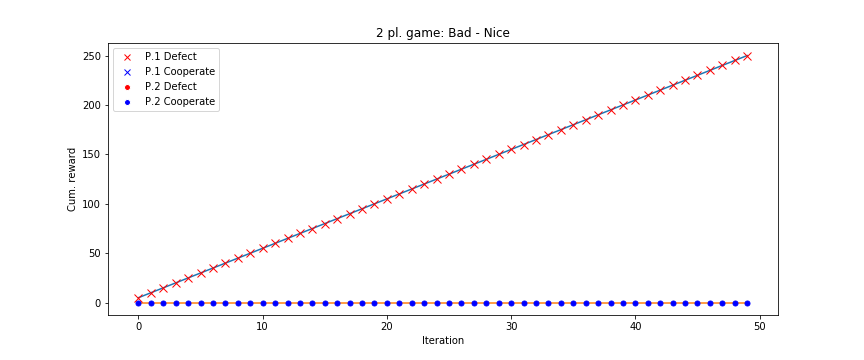 2 pl. game: Bad - Nice
P.1 Defect
P.1 Cooperate
P.2 Defect
P.2 Cooperate
250
200
150
100
50
0
Cum. reward
0 10 20 30 40 50
Iteration